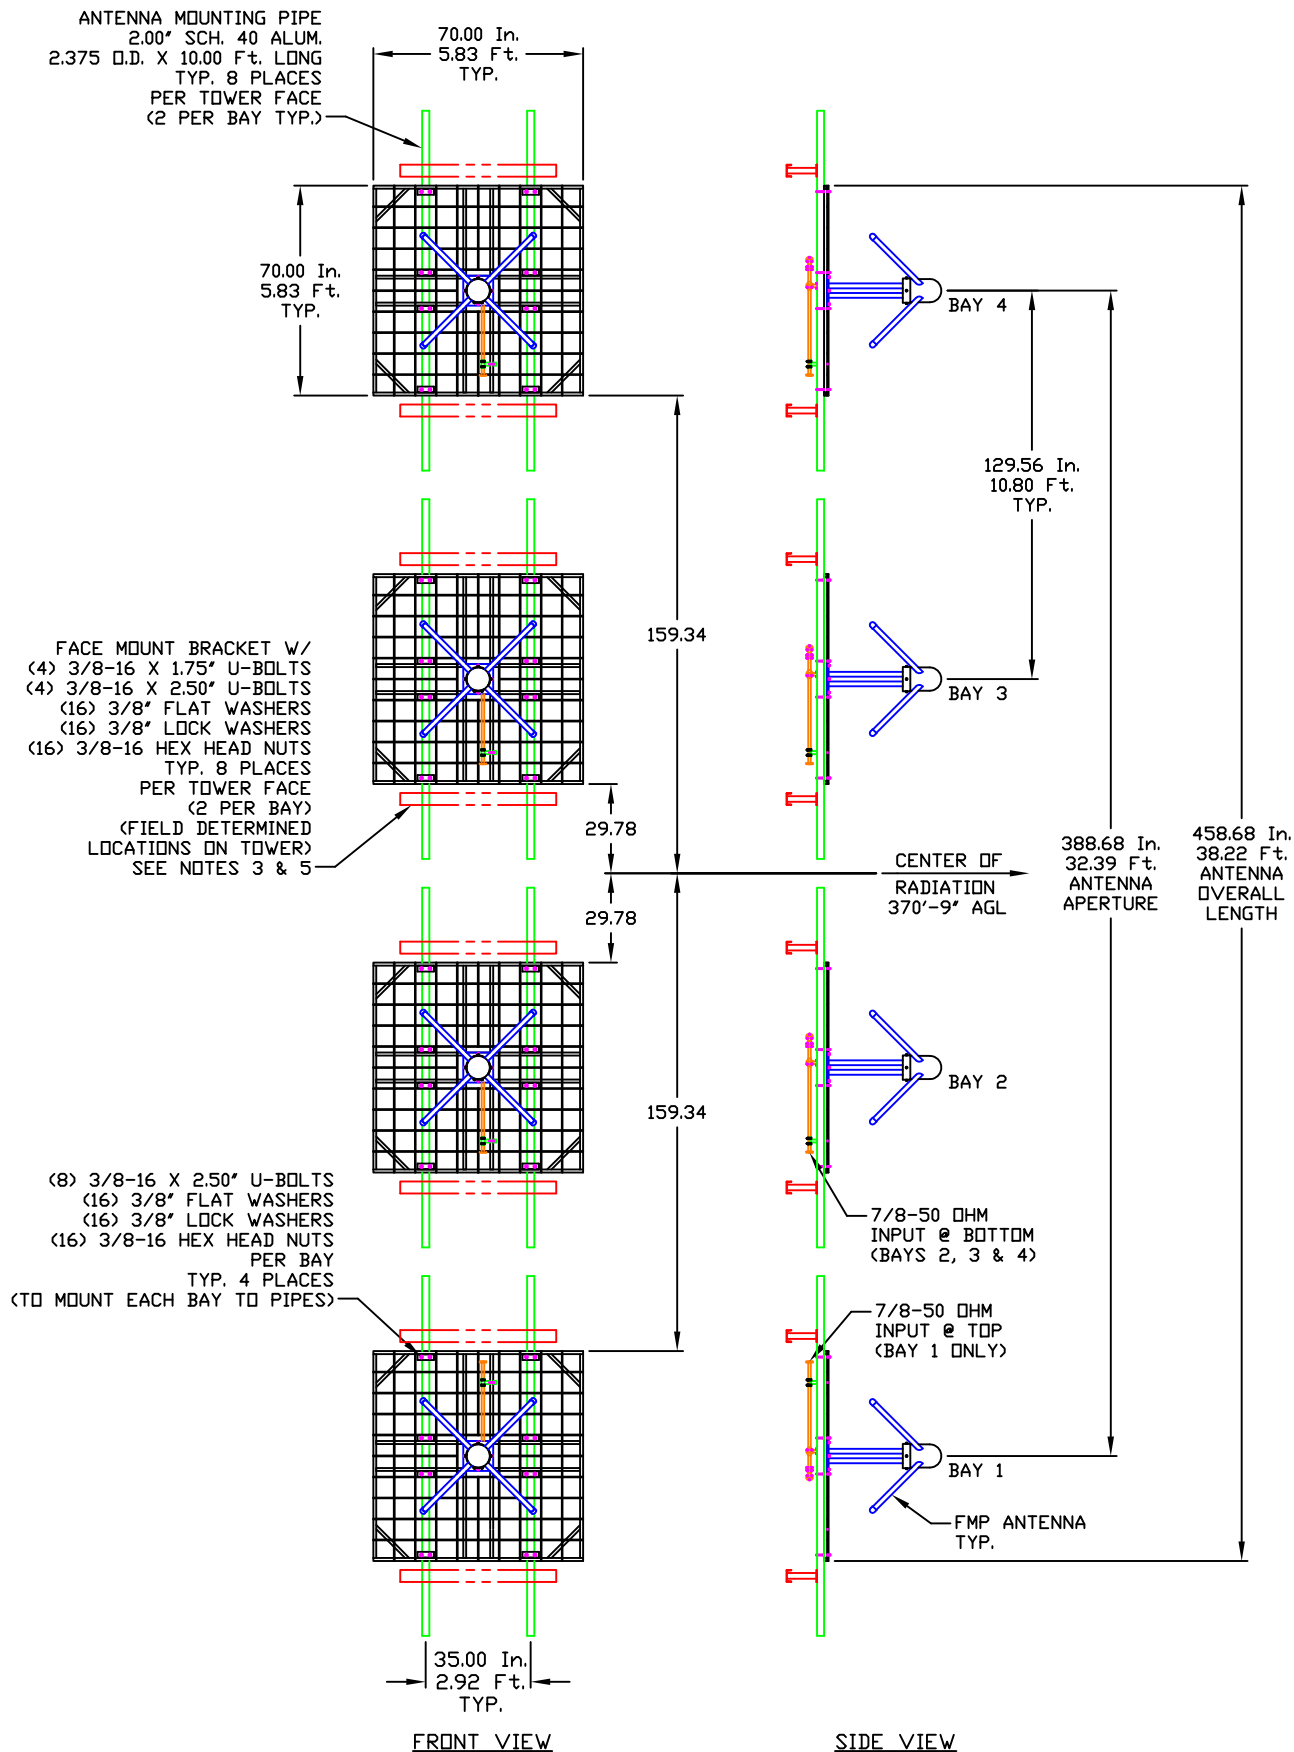 ANTENNA MOUNTING PIPE
2.00" SCH. 40 ALUM.
2.375 O.D. X 10.00 Ft. LONG
TYP. 8 PLACES
PER TOWER FACE
(2 PER BAY TYP.)
70.00 In.
5.83 Ft.
TYP.
70.00 In.
5.83 Ft.
TYP.
BAY 4
129.56 In.
10.80 Ft.
TYP.
159.34
FACE MOUNT BRACKET W/
(4) 3/8-16 X 1.75" U-BOLTS
(4) 3/8-16 X 2.50" U-BOLTS
(16) 3/8" FLAT WASHERS
(16) 3/8" LOCK WASHERS
(16) 3/8-16 HEX HEAD NUTS
TYP. 8 PLACES
PER TOWER FACE
(2 PER BAY)
(FIELD DETERMINED
LOCATIONS ON TOWER)
SEE NOTES 3 & 5
BAY 3
29.78
CENTER OF
RADIATION
370'-9" AGL
388.68 In.
32.39 Ft.
ANTENNA
APERTURE
458.68 In.
38.22 Ft.
ANTENNA
OVERALL
LENGTH
29.78
BAY 2
159.34
(8) 3/8-16 X 2.50" U-BOLTS
(16) 3/8" FLAT WASHERS
(16) 3/8" LOCK WASHERS
(16) 3/8-16 HEX HEAD NUTS
PER BAY
TYP. 4 PLACES
(TO MOUNT EACH BAY TO PIPES)
7/8-50 OHM
INPUT @ BOTTOM
(BAYS 2, 3 & 4)
7/8-50 OHM
INPUT @ TOP
(BAY 1 ONLY)
BAY 1
FMP ANTENNA
TYP.
35.00 In.
2.92 Ft.
TYP.
FRONT VIEW
SIDE VIEW